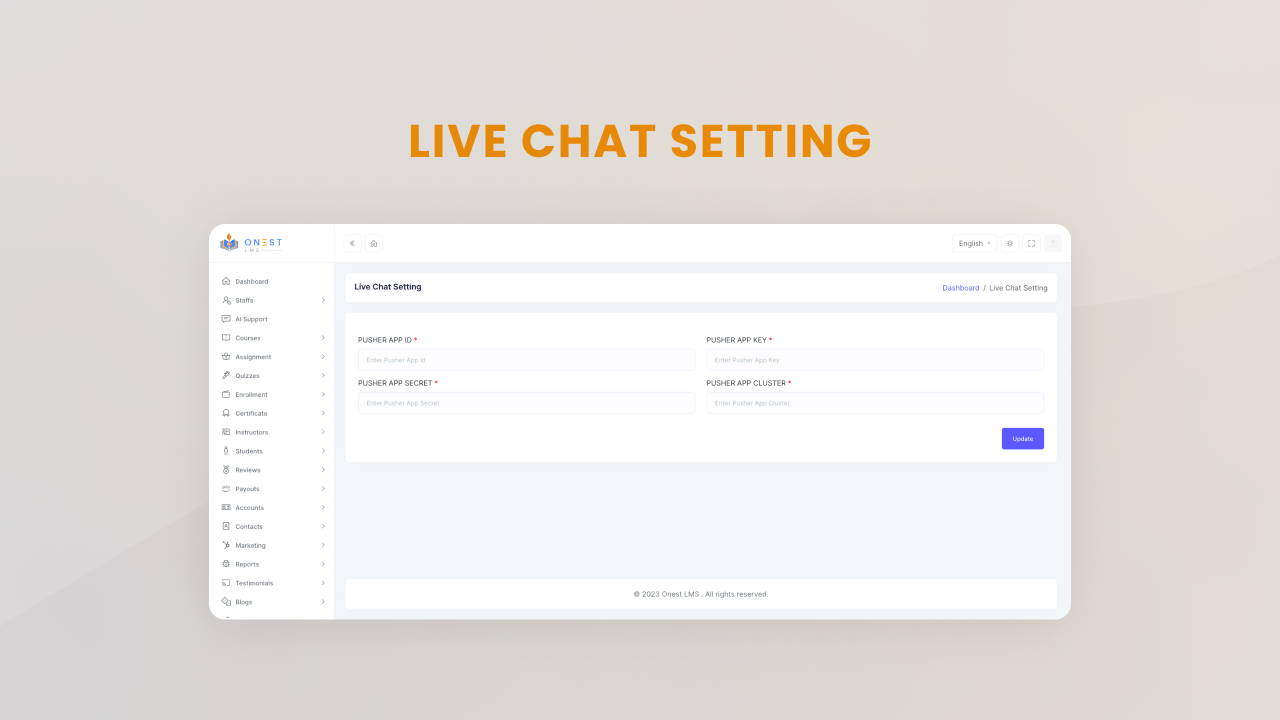 LIVE CHAT SETTING
ONEST
LMS
English
Dashboard
Staffs
AI Support
Courses
Assignment
Quizzes
Enrollment
Certificate
Instructors
Students
Reviews
Payouts
Accounts
Contacts
Marketing
Reports
Testimonials
Blogs
Live Chat Setting
Dashboard / Live Chat Setting
PUSHER APP ID *
Enter Pusher App Id
PUSHER APP KEY *
Enter Pusher App Key
PUSHER APP SECRET *
Enter Pusher App Secret
PUSHER APP CLUSTER *
Enter Pusher App Cluster
Update
© 2023 Onest LMS . All rights reserved.